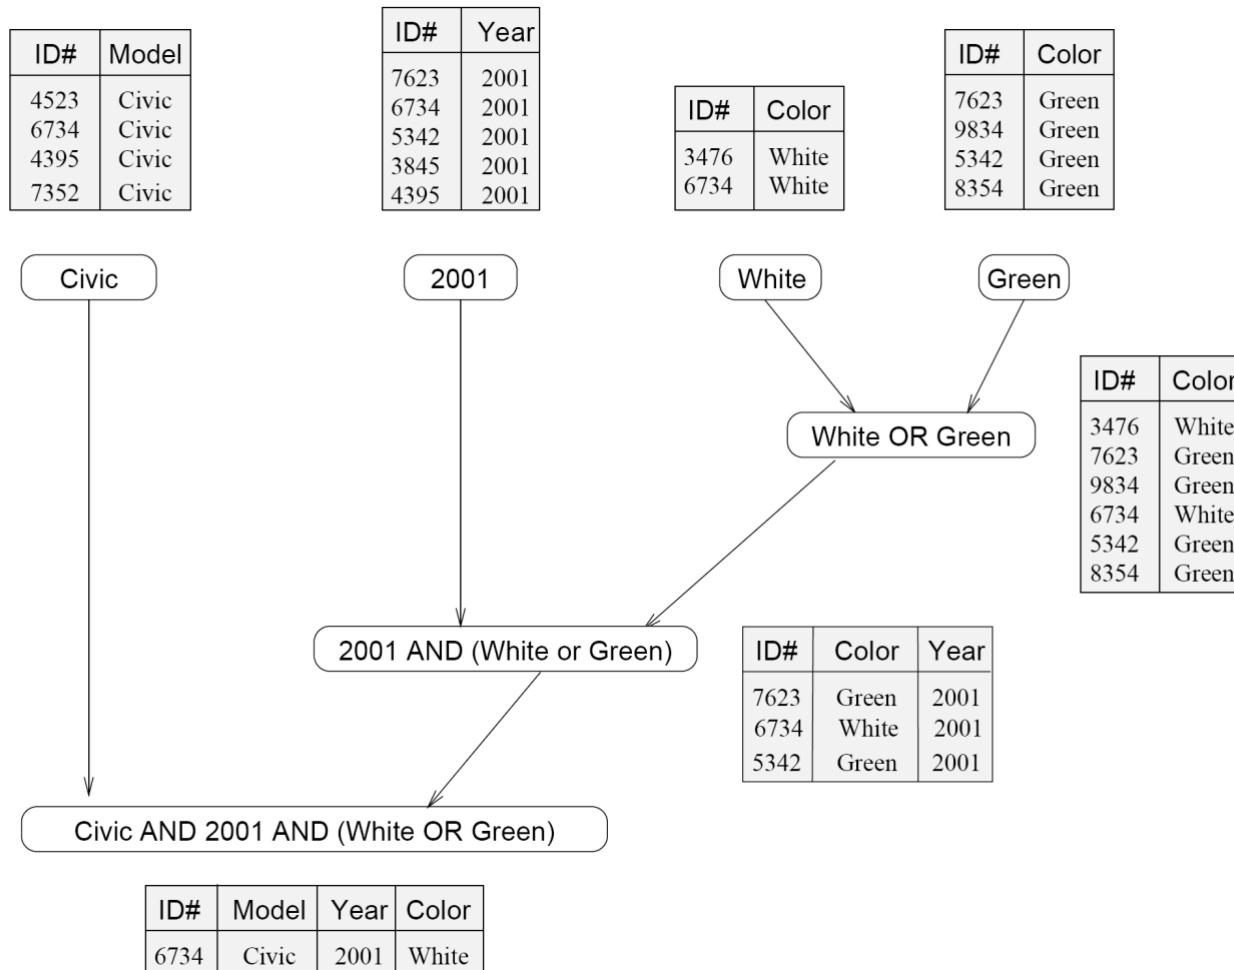 ID# Model
4523 Civic
6734 Civic
4395 Civic
7352 Civic
ID# Year
7623 2001
6734 2001
5342 2001
3845 2001
4395 2001
ID# Color
3476 White
6734 White
ID# Color
7623 Green
9834 Green
5342 Green
8354 Green
Civic
2001
White
Green
White OR Green
ID# Color
3476 White
7623 Green
9834 Green
6734 White
5342 Green
8354 Green
2001 AND (White or Green)
ID# Color Year
7623 Green 2001
6734 White 2001
5342 Green 2001
Civic AND 2001 AND (White OR Green)
ID# Model Year Color
6734 Civic 2001 White